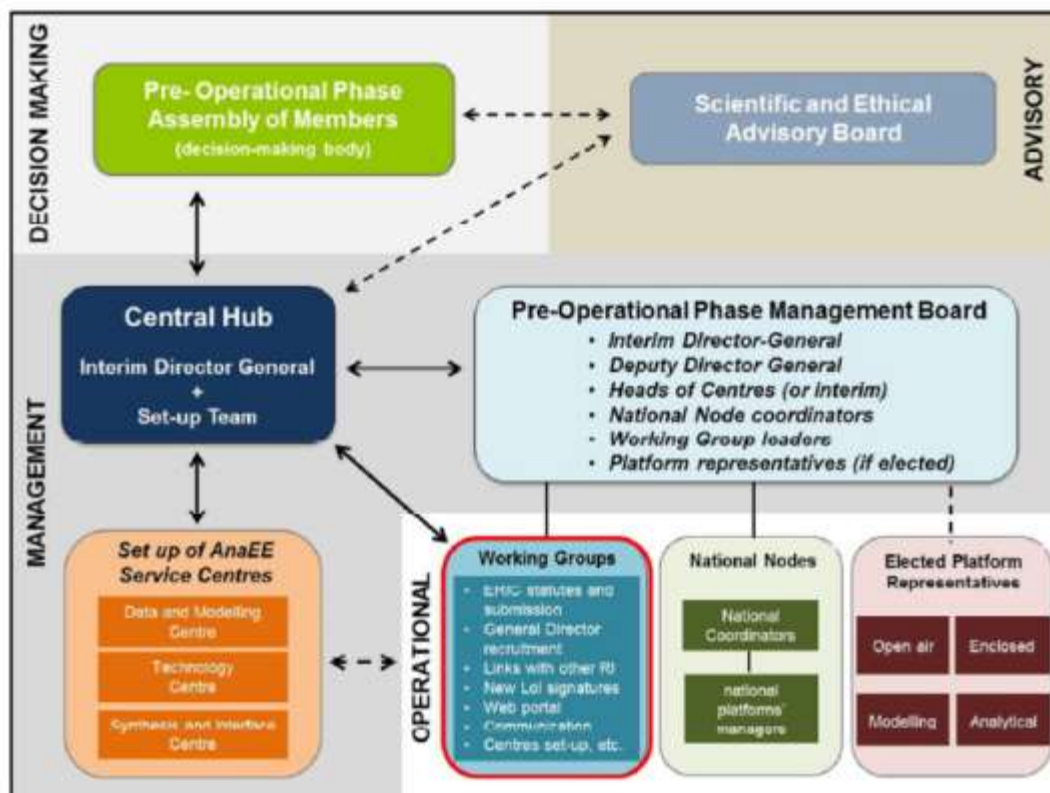 DECISION MAKING
Pre- Operational Phase
Assembly of Members
(decision-making body)
Scientific and Ethical
Advisory Board
ADVISORY
MANAGEMENT
Central Hub
Interim Director General
+
Set-up Team
Pre-Operational Phase Management Board
• Interim Director-General
• Deputy Director General
• Heads of Centres (or interim)
• National Node coordinators
• Working Group leaders
• Platform representatives (if elected)
Set up of AnaEE
Service Centres
Data and Modelling
Centre
Technology
Centre
Synthesis and Interface
Centre
OPERATIONAL
Working Groups
• ERIC statutes and
submission
• General Director
recruitment
• Links with other RI
• New LoI signatures
• Web portal
• Communication
• Centres set-up, etc.
National Nodes
National
Coordinators
national
platforms'
managers
Elected Platform
Representatives
Open air
Enclosed
Modelling
Analytical